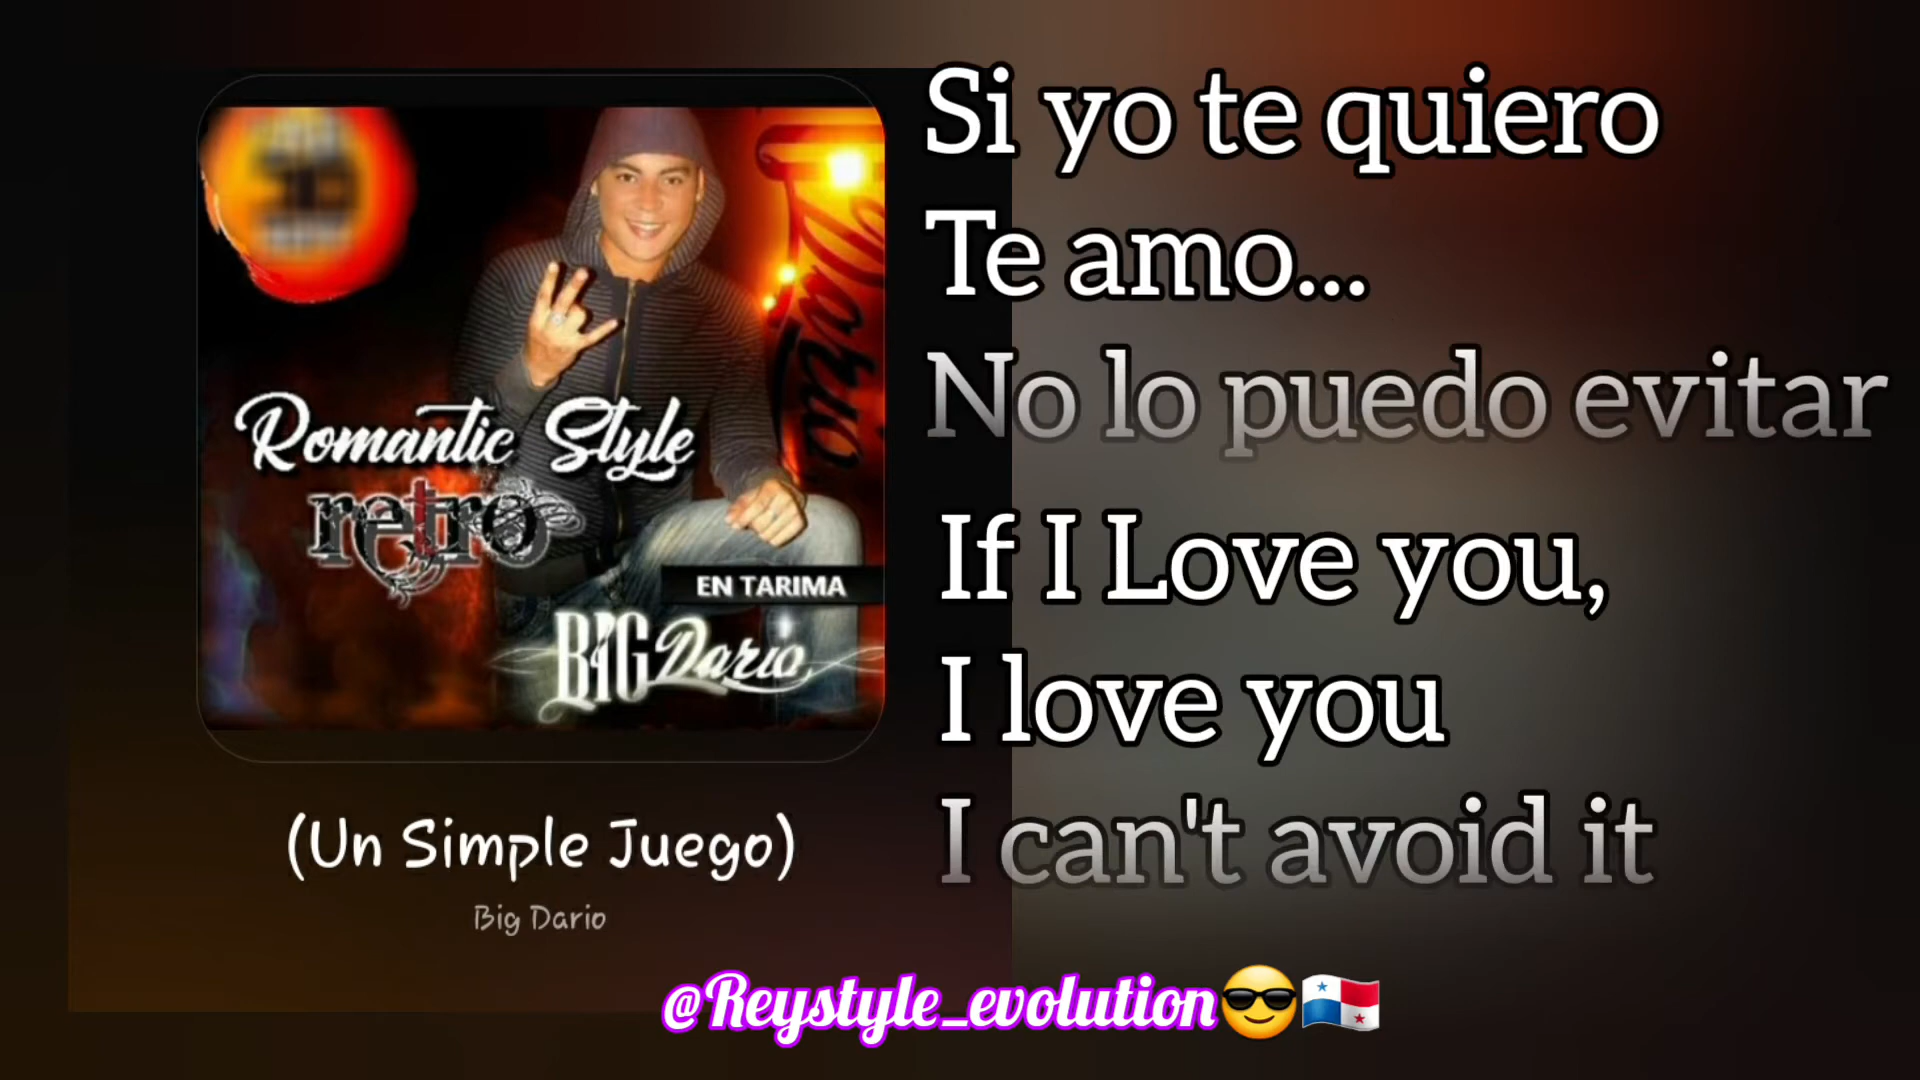 Romantic Style
retro
Dario
EN TARIMA
BIG Dario
(Un Simple Juego)
Big Dario
Si yo te quiero
Te amo...
No lo puedo evitar
If I Love you,
I love you
I can't avoid it
@Reystyle_evolution😎🇵🇦